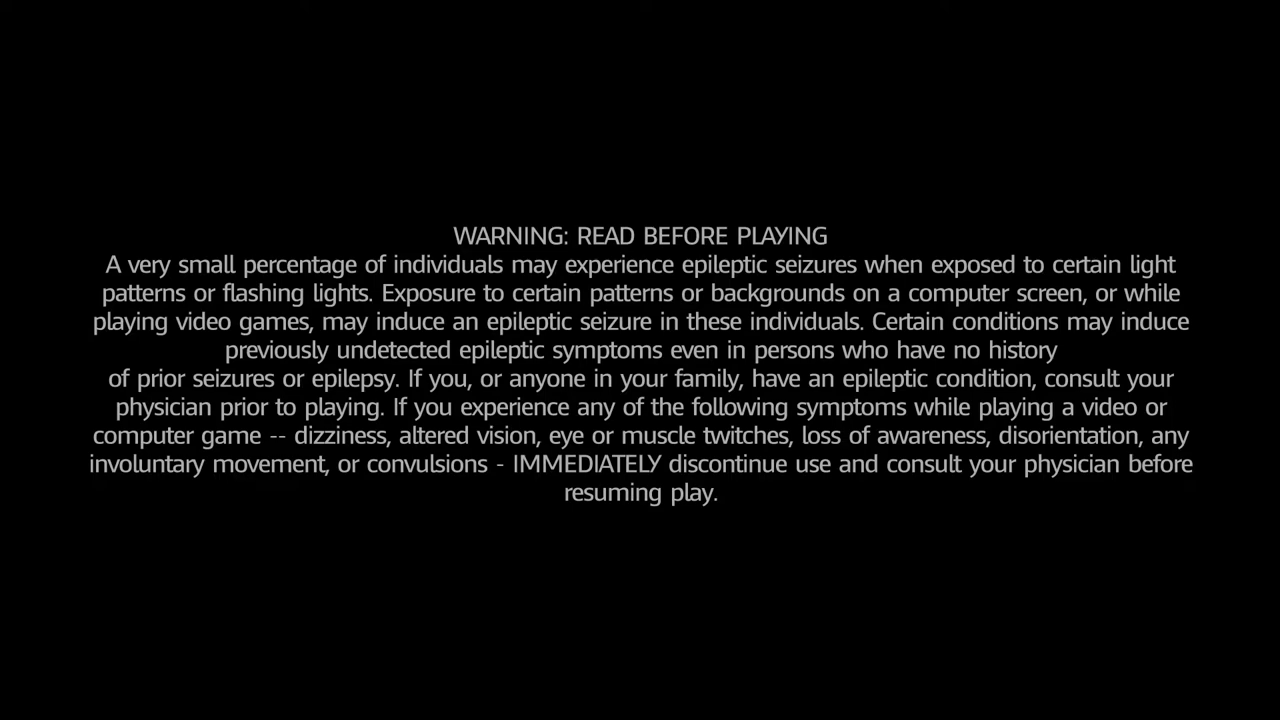 WARNING: READ BEFORE PLAYING
A very small percentage of individuals may experience epileptic seizures when exposed to certain light
patterns or flashing lights. Exposure to certain patterns or backgrounds on a computer screen, or while
playing video games, may induce an epileptic seizure in these individuals. Certain conditions may induce
previously undetected epileptic symptoms even in persons who have no history
of prior seizures or epilepsy. If you, or anyone in your family, have an epileptic condition, consult your
physician prior to playing. If you experience any of the following symptoms while playing a video or
computer game -- dizziness, altered vision, eye or muscle twitches, loss of awareness, disorientation, any
involuntary movement, or convulsions - IMMEDIATELY discontinue use and consult your physician before
resuming play.